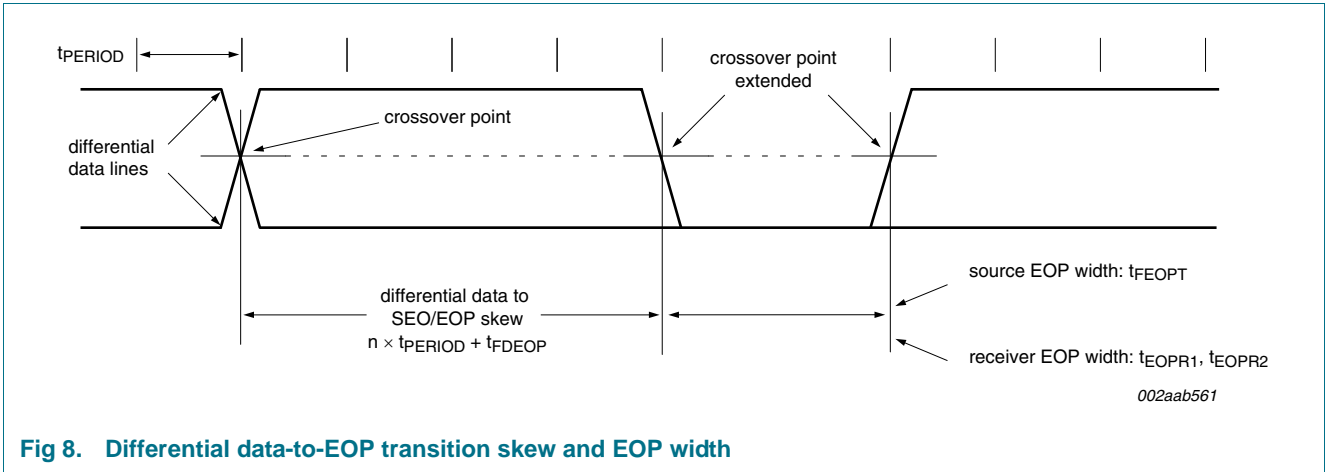 tPERIOD
crossover point
extended
crossover point
differential
data lines
source EOP width: tFEOPT
differential data to
SEO/EOP skew
n × tPERIOD + tFDEOP
receiver EOP width: tEOPR1, tEOPR2
002aab561
Fig 8. Differential data-to-EOP transition skew and EOP width